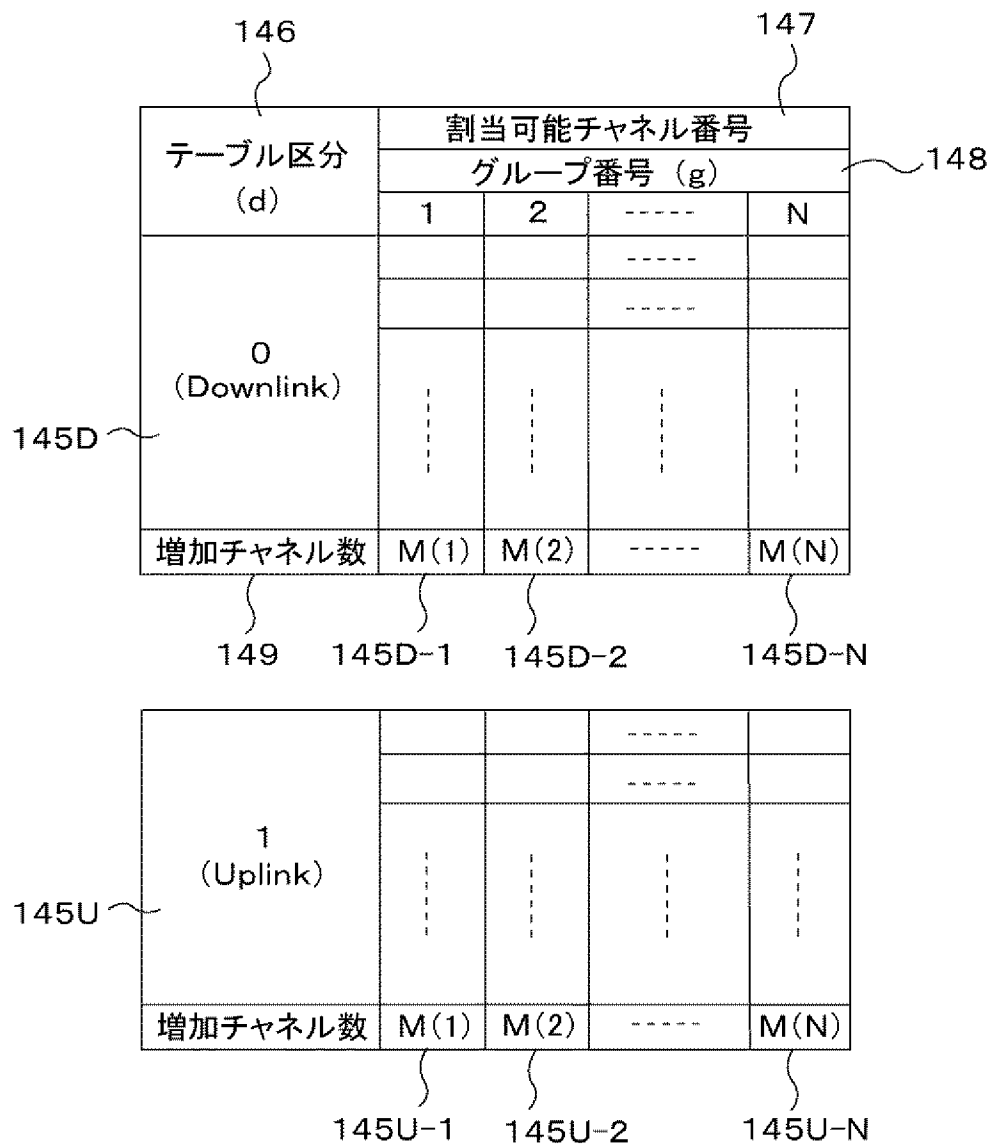 146
147
テーブル区分
(d)
割当可能チャネル番号
グループ番号 (g)
148
1 2 ----- N
-----
-----
0
(Downlink)
145D
増加チャネル数 M(1) M(2) ----- M(N)
149 145D-1 145D-2 145D-N
-----
-----
1
(Uplink)
145U
増加チャネル数 M(1) M(2) ----- M(N)
145U-1 145U-2 145U-N